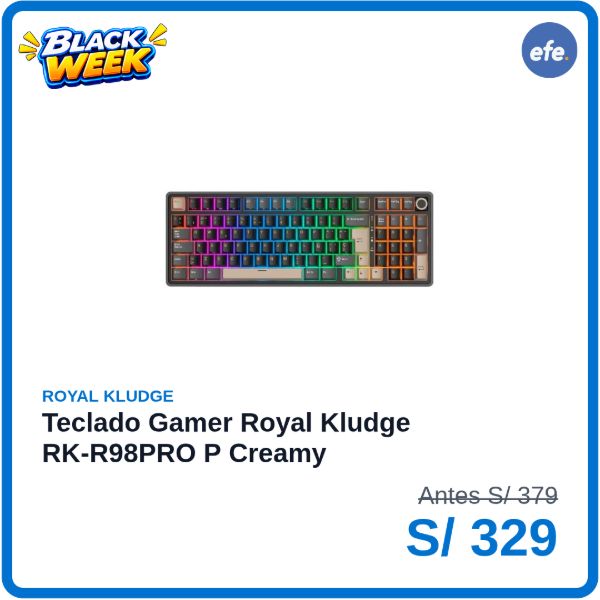 BLACK
WEEK
efe.
ROYAL KLUDGE
Teclado Gamer Royal Kludge
RK-R98PRO P Creamy
Antes S/ 379
S/ 329